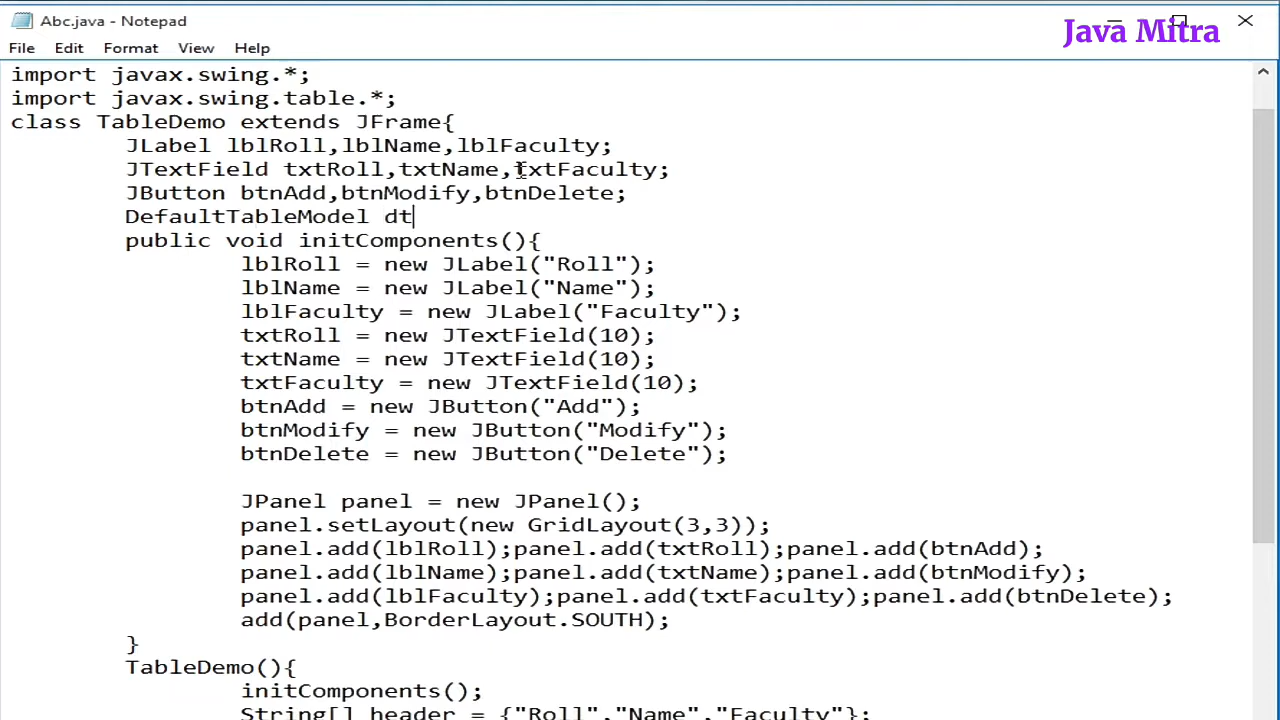 Abc.java - Notepad
Java Mitra
File Edit Format View Help
import javax.swing.*;
import javax.swing.table.*;
class TableDemo extends JFrame{
JLabel lblRoll,lblName,lblFaculty;
JTextField txtRoll,txtName,txtFaculty;
JButton btnAdd,btnModify,btnDelete;
DefaultTableModel dt
public void initComponents(){
lblRoll = new JLabel("Roll");
lblName = new JLabel("Name");
lblFaculty = new JLabel("Faculty");
txtRoll = new JTextField(10);
txtName = new JTextField(10);
txtFaculty = new JTextField(10);
btnAdd = new JButton("Add");
btnModify = new JButton("Modify");
btnDelete = new JButton("Delete");
JPanel panel = new JPanel();
panel.setLayout(new GridLayout(3,3));
panel.add(lblRoll);panel.add(txtRoll);panel.add(btnAdd);
panel.add(lblName);panel.add(txtName);panel.add(btnModify);
panel.add(lblFaculty);panel.add(txtFaculty);panel.add(btnDelete);
add(panel,BorderLayout.SOUTH);
}
TableDemo(){
initComponents();
String[] header = {"Roll","Name","Faculty"};